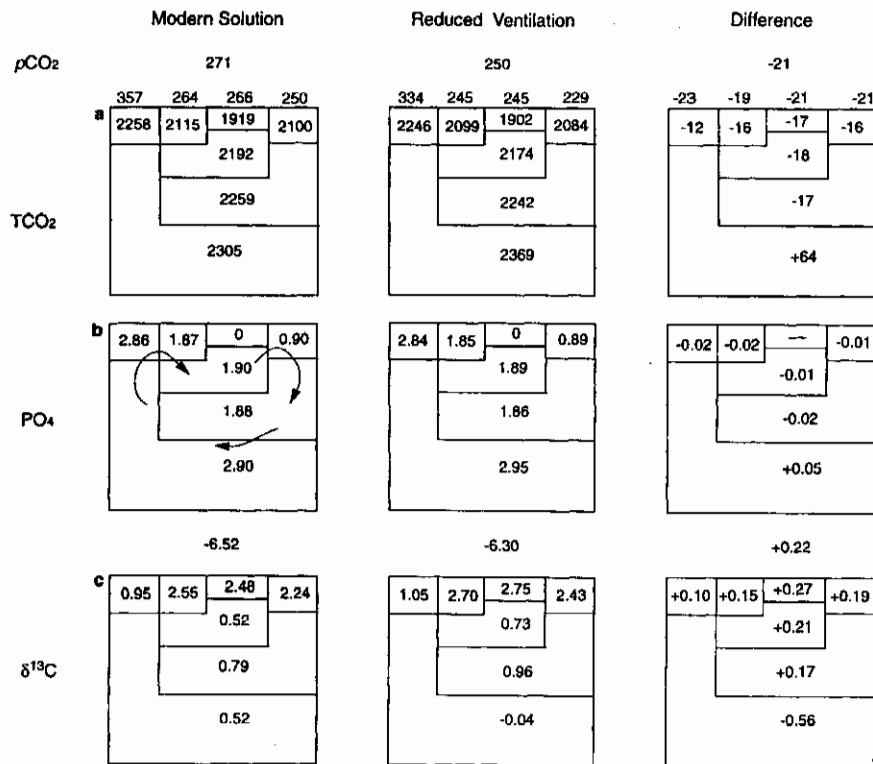 Modern Solution Reduced Ventilation Difference
pCO2 271 250 -21
357 264 266 250 334 245 245 229 -23 -19 -21 -21
a 2258 2115 1919 2100 2246 2099 1902 2084 -12 -16 -17 -16
2192 2174 -18
2259 2242 -17
TCO2
2305 2369 +64
b 2.86 1.87 0 0.90 2.84 1.85 0 0.89 -0.02 -0.02 — -0.01
1.90 1.89 -0.01
PO4 1.88 1.86 -0.02
2.90 2.95 +0.05
-6.52 -6.30 +0.22
c 0.95 2.55 2.48 2.24 1.05 2.70 2.75 2.43 +0.10 +0.15 +0.27 +0.19
0.52 0.73 +0.21
δ13C 0.79 0.96 +0.17
0.52 -0.04 -0.56